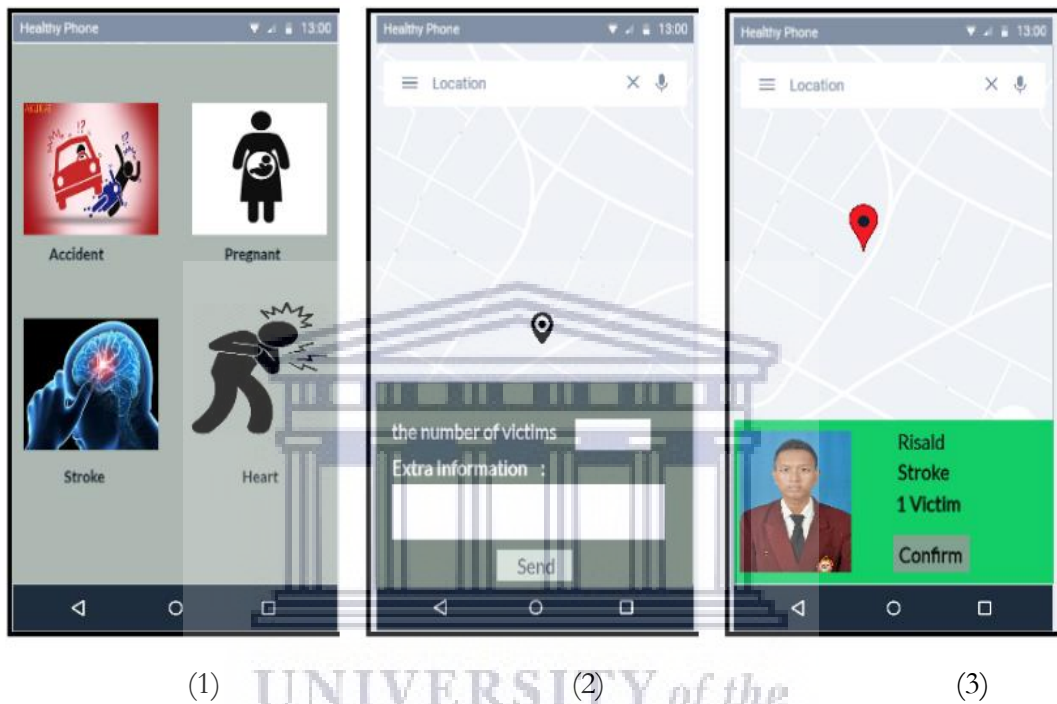 Healthy Phone 13:00
Accident Pregnant
Stroke Heart
Healthy Phone 13:00
Location
the number of victims
Extra Information :
Send
Healthy Phone 13:00
Location
Risald
Stroke
1 Victim
Confirm
(1) (2) (3)
UNIVERSITY of the